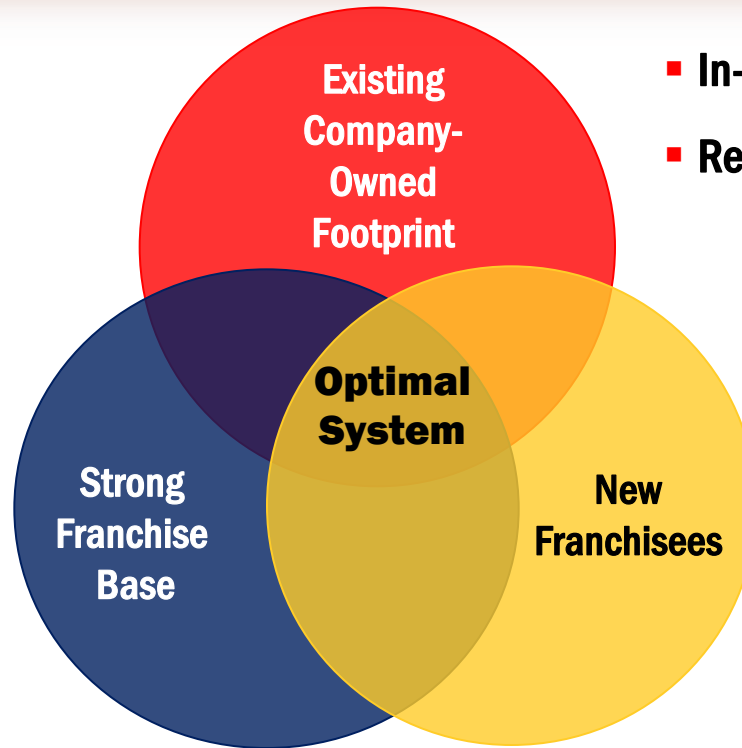 Existing
Company-
Owned
Footprint
In-
Re
Optimal
System
Strong
Franchise
Base
New
Franchisees